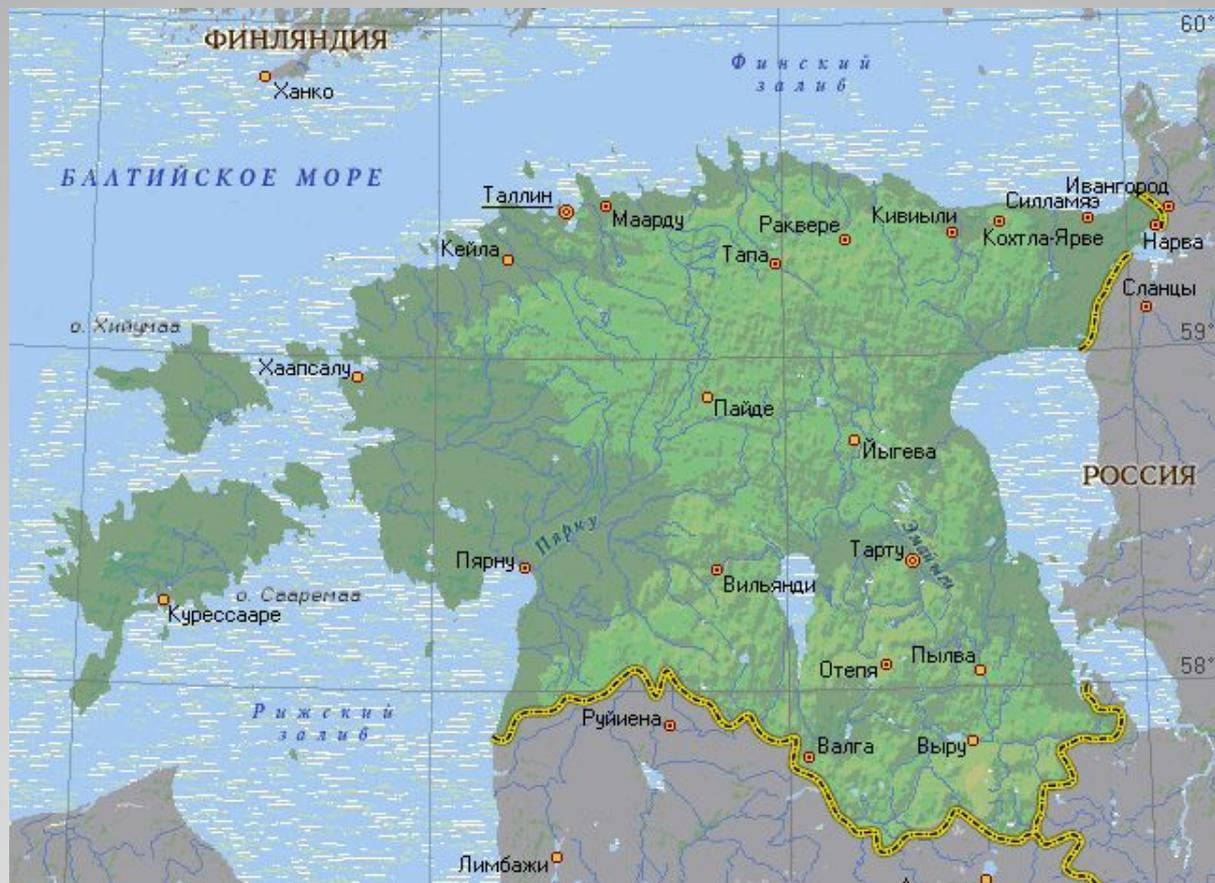 ФИНЛЯНДИЯ
60°
Ханко
Финский
залив
БАЛТИЙСКОЕ МОРЕ
Таллин
Маарду
Ивангород
Силламяэ
Кивиыли
Раквере
Кохтла-Ярве
Нарва
Кейла
Тапа
Сланцы
о. Хийумаа
59°
Хаапсалу
Пайде
Йыгева
РОССИЯ
Пярну
Эмайыги
Тарту
Пярну
Вильянди
о. Сааремаа
Курессааре
Отепя
Пылва
58°
Рижский
залив
Руйиена
Валга
Выру
Лимбажи